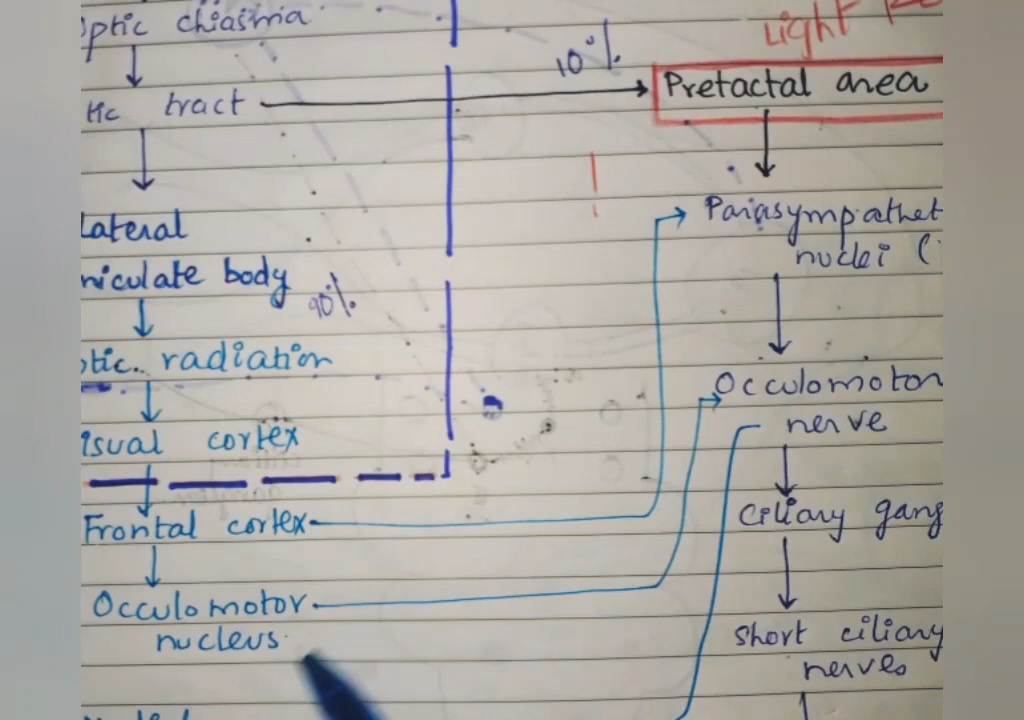 ptic chiasma
Light
10%
tic tract
Pretactal area
Lateral
niculate body
90%
Parasympathet
nuclei (
ptic radiation
isual cortex
Occulomotor
nerve
Frontal cortex
Ciliary gang
Occulomotor
nucleus
Short ciliary
nerves